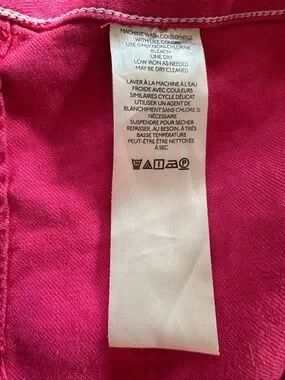 MACHINE WASH COLD GENTLE
WITH LIKE COLORS
USE ONLY NON-CHLORINE
BLEACH
LINE DRY
LOW IRON AS NEEDED
MAY BE DRY CLEANED
LAVER À LA MACHINE À L'EAU
FROIDE AVEC COULEURS
SIMILAIRES CYCLE DÉLICAT
UTILISER UN AGENT DE
BLANCHIMENT SANS CHLORE SI
NÉCESSAIRE
SUSPENDRE POUR SÉCHER
REPASSER, AU BESOIN, À TRÈS
BASSE TEMPÉRATURE
PEUT-ÊTRE ÊTRE NETTOYÉE
À SEC